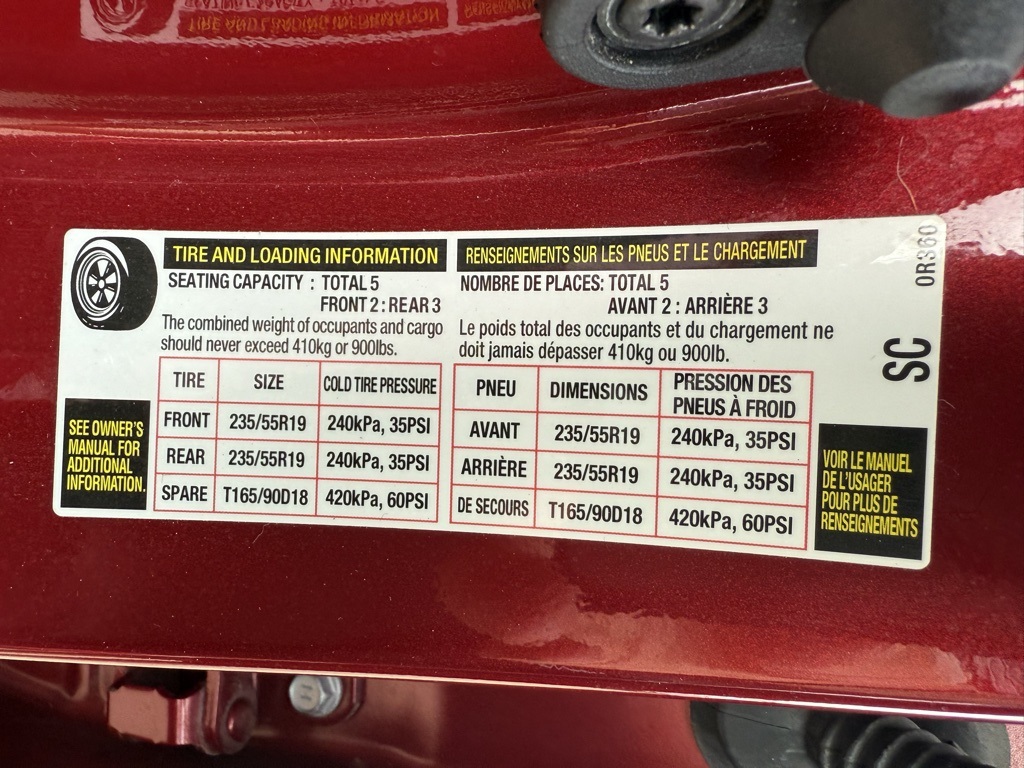 TIRE AND LOADING INFORMATION
SEATING CAPACITY : TOTAL 5
FRONT 2 : REAR 3
The combined weight of occupants and cargo
should never exceed 410kg or 900lbs.
TIRE SIZE COLD TIRE PRESSURE
FRONT 235/55R19 240kPa, 35PSI
REAR 235/55R19 240kPa, 35PSI
SPARE T165/90D18 420kPa, 60PSI
SEE OWNER'S
MANUAL FOR
ADDITIONAL
INFORMATION.
RENSEIGNEMENTS SUR LES PNEUS ET LE CHARGEMENT
NOMBRE DE PLACES: TOTAL 5
AVANT 2 : ARRIÈRE 3
Le poids total des occupants et du chargement ne
doit jamais dépasser 410kg ou 900lb.
PNEU DIMENSIONS PRESSION DES
PNEUS À FROID
AVANT 235/55R19 240kPa, 35PSI
ARRIÈRE 235/55R19 240kPa, 35PSI
DE SECOURS T165/90D18 420kPa, 60PSI
VOIR LE MANUEL
DE L'USAGER
POUR PLUS DE
RENSEIGNEMENTS
0R360
SC